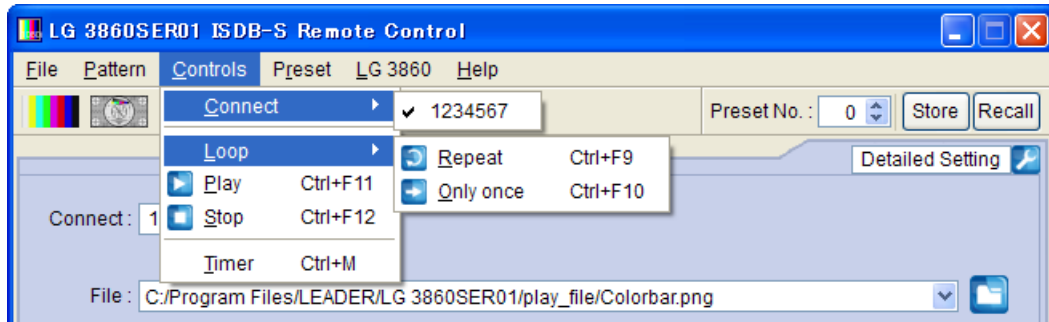 LG 3860SER01 ISDB-S Remote Control
File Pattern Controls Preset LG 3860 Help
Connect
1234567
Preset No. : 0 Store Recall
Loop
Repeat Ctrl+F9
Detailed Setting
Play Ctrl+F11
Only once Ctrl+F10
Connect : 1
Stop Ctrl+F12
Timer Ctrl+M
File : C:/Program Files/LEADER/LG 3860SER01/play_file/Colorbar.png